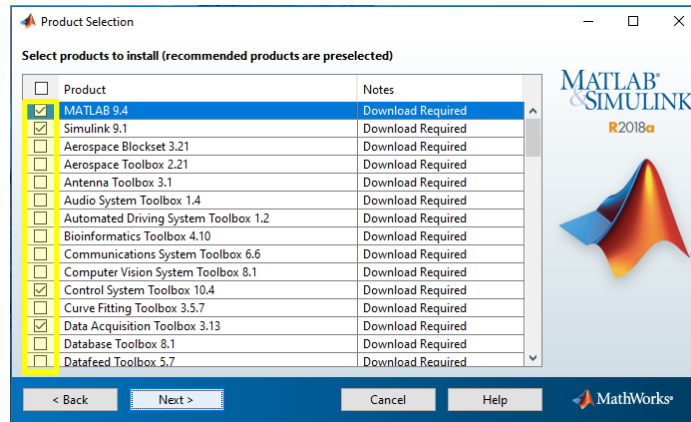 Product Selection
Select products to install (recommended products are preselected)
Product Notes
MATLAB 9.4 Download Required
Simulink 9.1 Download Required
Aerospace Blockset 3.21 Download Required
Aerospace Toolbox 2.21 Download Required
Antenna Toolbox 3.1 Download Required
Audio System Toolbox 1.4 Download Required
Automated Driving System Toolbox 1.2 Download Required
Bioinformatics Toolbox 4.10 Download Required
Communications System Toolbox 6.6 Download Required
Computer Vision System Toolbox 8.1 Download Required
Control System Toolbox 10.4 Download Required
Curve Fitting Toolbox 3.5.7 Download Required
Data Acquisition Toolbox 3.13 Download Required
Database Toolbox 8.1 Download Required
Datafeed Toolbox 5.7 Download Required
MATLAB®
&SIMULINK®
R2018a
< Back Next > Cancel Help MathWorks®